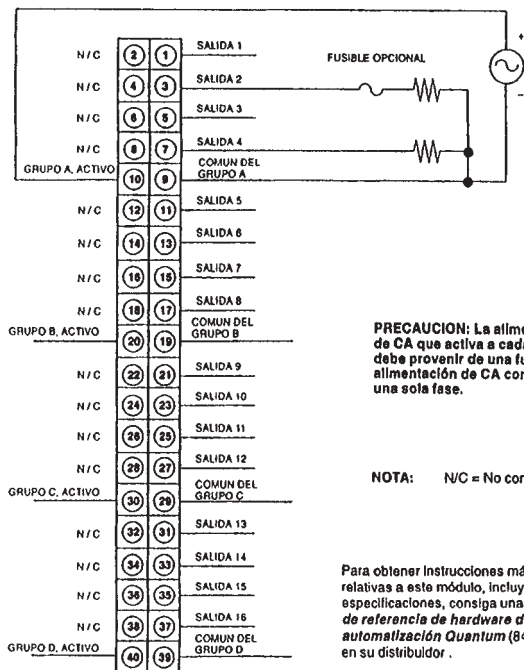 +
FUSIBLE OPCIONAL
-
N/C 2 1 SALIDA 1
N/C 4 3 SALIDA 2
N/C 6 5 SALIDA 3
N/C 8 7 SALIDA 4
GRUPO A, ACTIVO 10 9 COMUN DEL
GRUPO A
N/C 12 11 SALIDA 5
N/C 14 13 SALIDA 6
N/C 16 15 SALIDA 7
N/C 18 17 SALIDA 8
GRUPO B, ACTIVO 20 19 COMUN DEL
GRUPO B
N/C 22 21 SALIDA 9
N/C 24 23 SALIDA 10
N/C 26 25 SALIDA 11
N/C 28 27 SALIDA 12
GRUPO C, ACTIVO 30 29 COMUN DEL
GRUPO C
N/C 32 31 SALIDA 13
N/C 34 33 SALIDA 14
N/C 36 35 SALIDA 15
N/C 38 37 SALIDA 16
GRUPO D, ACTIVO 40 39 COMUN DEL
GRUPO D
PRECAUCION: La alime
de CA que activa a cada
debe provenir de una fu
alimentación de CA con
una sola fase.
NOTA: N/C = No con
Para obtener instrucciones má
relativas a este módulo, incluy
especificaciones, consiga una
de referencia de hardware d
automatización Quantum (84
en su distribuidor .